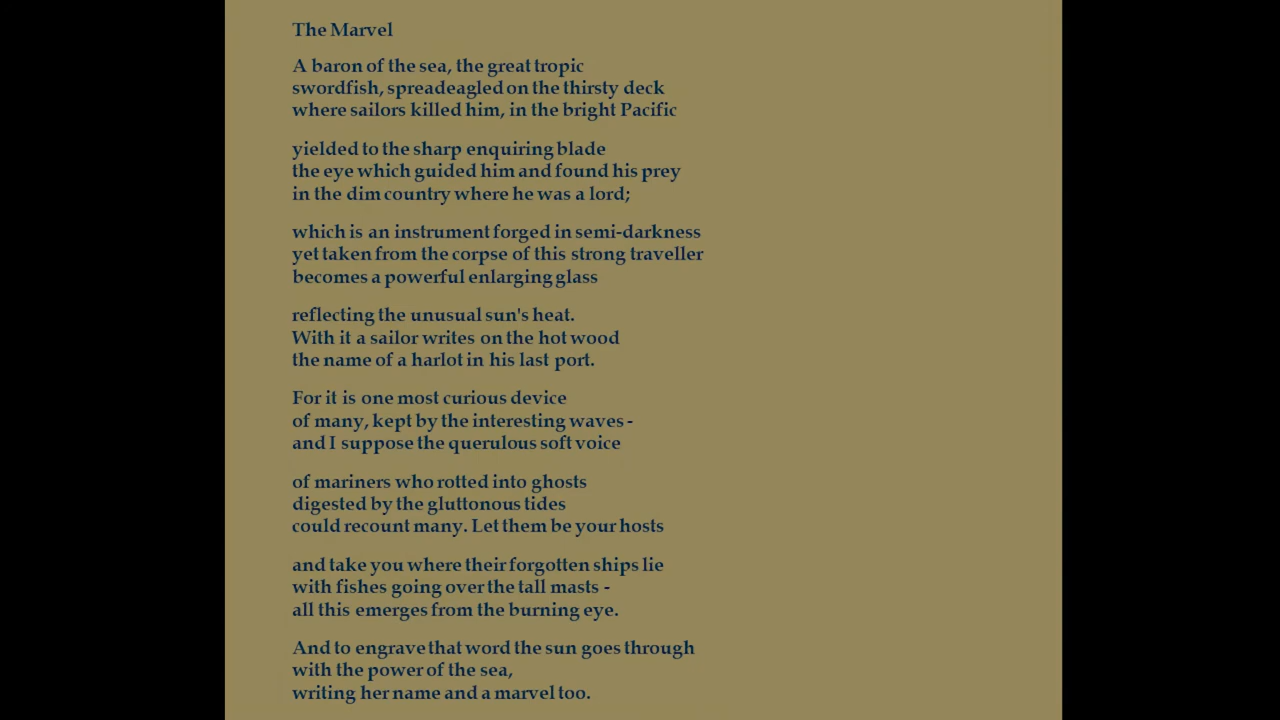 The Marvel
A baron of the sea, the great tropic
swordfish, spreadeagled on the thirsty deck
where sailors killed him, in the bright Pacific
yielded to the sharp enquiring blade
the eye which guided him and found his prey
in the dim country where he was a lord;
which is an instrument forged in semi-darkness
yet taken from the corpse of this strong traveller
becomes a powerful enlarging glass
reflecting the unusual sun's heat.
With it a sailor writes on the hot wood
the name of a harlot in his last port.
For it is one most curious device
of many, kept by the interesting waves -
and I suppose the querulous soft voice
of mariners who rotted into ghosts
digested by the gluttonous tides
could recount many. Let them be your hosts
and take you where their forgotten ships lie
with fishes going over the tall masts -
all this emerges from the burning eye.
And to engrave that word the sun goes through
with the power of the sea,
writing her name and a marvel too.